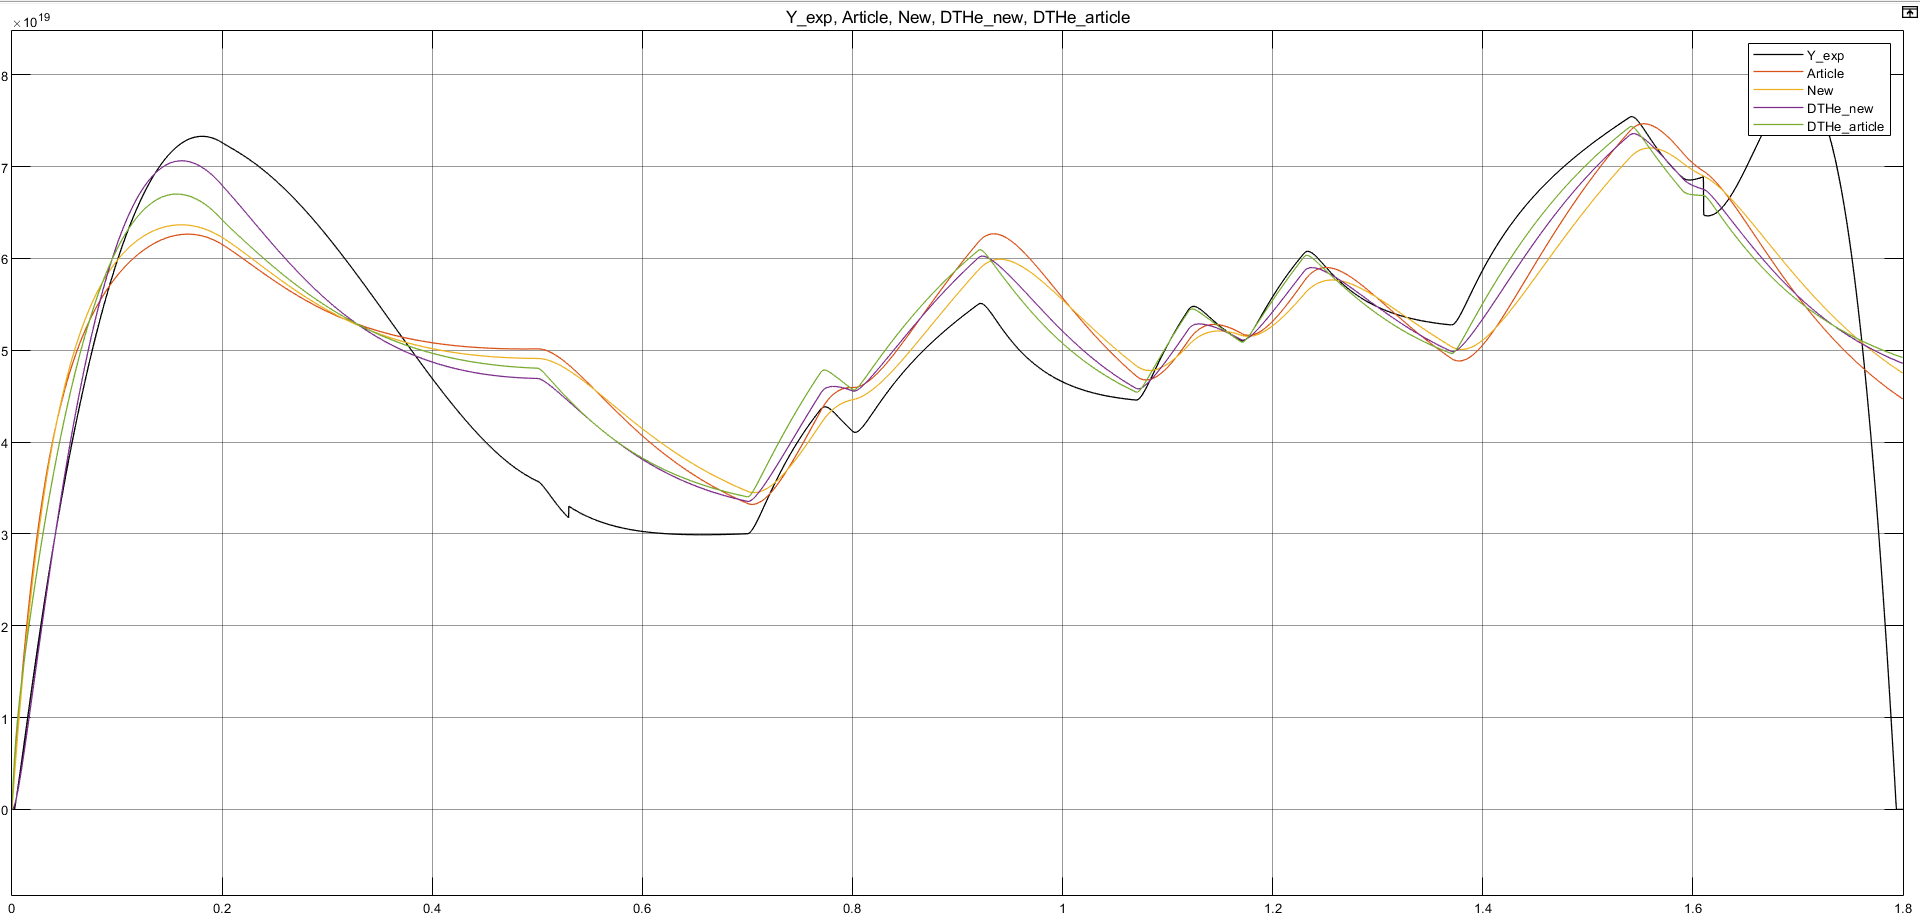 Y_exp, Article, New, DTHe_new, DTHe_article
×10^19
Y_exp
Article
New
DTHe_new
DTHe_article
8
7
6
5
4
3
2
1
0
0 0.2 0.4 0.6 0.8 1 1.2 1.4 1.6 1.8